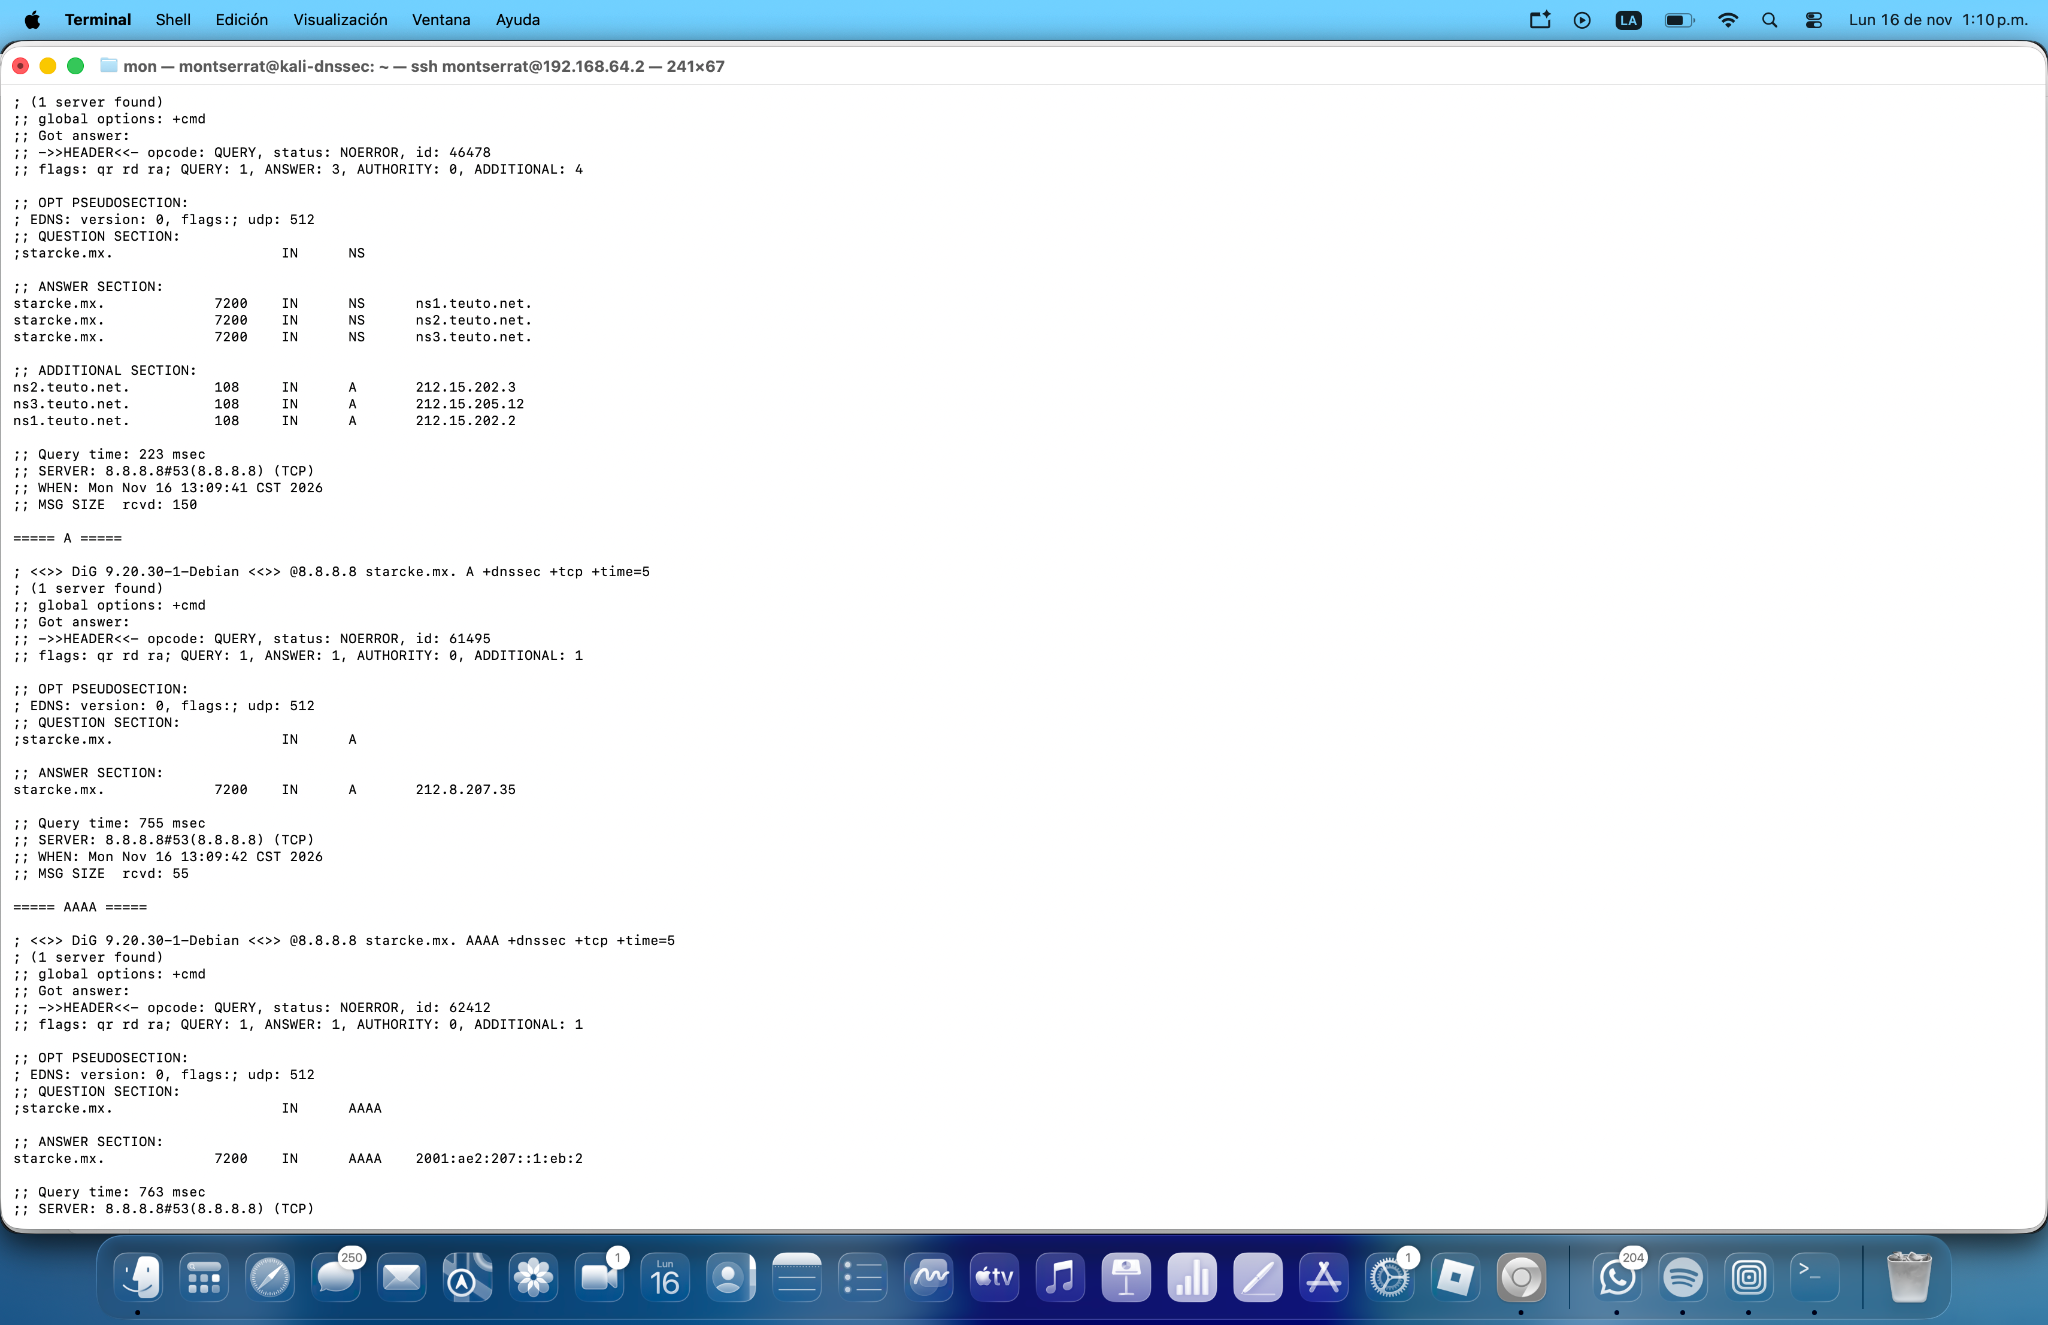 Terminal Shell Edición Visualización Ventana Ayuda LA Lun 16 de nov 1:10 p.m.
mon — montserrat@kali-dnssec: ~ — ssh montserrat@192.168.64.2 — 241×67
; (1 server found)
;; global options: +cmd
;; Got answer:
;; ->>HEADER<<- opcode: QUERY, status: NOERROR, id: 46478
;; flags: qr rd ra; QUERY: 1, ANSWER: 3, AUTHORITY: 0, ADDITIONAL: 4
;; OPT PSEUDOSECTION:
; EDNS: version: 0, flags:; udp: 512
;; QUESTION SECTION:
;starcke.mx. IN NS
;; ANSWER SECTION:
starcke.mx. 7200 IN NS ns1.teuto.net.
starcke.mx. 7200 IN NS ns2.teuto.net.
starcke.mx. 7200 IN NS ns3.teuto.net.
;; ADDITIONAL SECTION:
ns2.teuto.net. 108 IN A 212.15.202.3
ns3.teuto.net. 108 IN A 212.15.205.12
ns1.teuto.net. 108 IN A 212.15.202.2
;; Query time: 223 msec
;; SERVER: 8.8.8.8#53(8.8.8.8) (TCP)
;; WHEN: Mon Nov 16 13:09:41 CST 2026
;; MSG SIZE  rcvd: 150
===== A =====
; <<>> DiG 9.20.30-1-Debian <<>> @8.8.8.8 starcke.mx. A +dnssec +tcp +time=5
; (1 server found)
;; global options: +cmd
;; Got answer:
;; ->>HEADER<<- opcode: QUERY, status: NOERROR, id: 61495
;; flags: qr rd ra; QUERY: 1, ANSWER: 1, AUTHORITY: 0, ADDITIONAL: 1
;; OPT PSEUDOSECTION:
; EDNS: version: 0, flags:; udp: 512
;; QUESTION SECTION:
;starcke.mx. IN A
;; ANSWER SECTION:
starcke.mx. 7200 IN A 212.8.207.35
;; Query time: 755 msec
;; SERVER: 8.8.8.8#53(8.8.8.8) (TCP)
;; WHEN: Mon Nov 16 13:09:42 CST 2026
;; MSG SIZE  rcvd: 55
===== AAAA =====
; <<>> DiG 9.20.30-1-Debian <<>> @8.8.8.8 starcke.mx. AAAA +dnssec +tcp +time=5
; (1 server found)
;; global options: +cmd
;; Got answer:
;; ->>HEADER<<- opcode: QUERY, status: NOERROR, id: 62412
;; flags: qr rd ra; QUERY: 1, ANSWER: 1, AUTHORITY: 0, ADDITIONAL: 1
;; OPT PSEUDOSECTION:
; EDNS: version: 0, flags:; udp: 512
;; QUESTION SECTION:
;starcke.mx. IN AAAA
;; ANSWER SECTION:
starcke.mx. 7200 IN AAAA 2001:ae2:207::1:eb:2
;; Query time: 763 msec
;; SERVER: 8.8.8.8#53(8.8.8.8) (TCP)
250 1 1 204
Lun
16
tv
>_